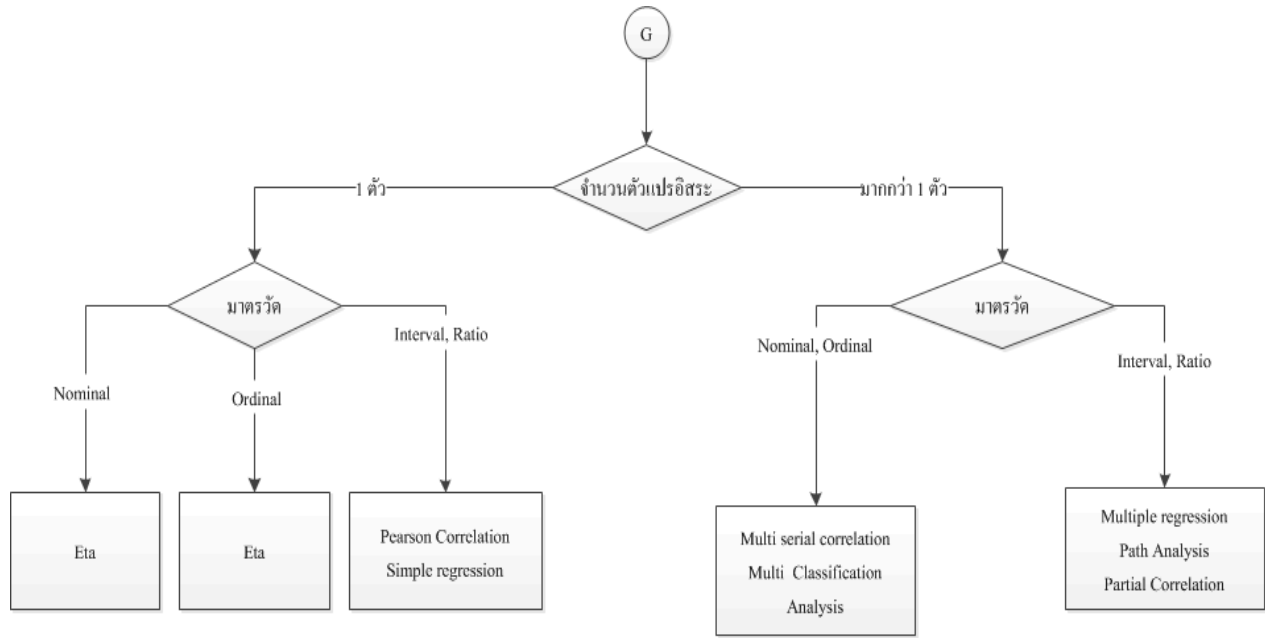 G
จำนวนตัวแปรอิสระ
1 ตัว
มากกว่า 1 ตัว
มาตรวัด
มาตรวัด
Nominal
Ordinal
Interval, Ratio
Nominal, Ordinal
Interval, Ratio
Eta
Eta
Pearson Correlation
Simple regression
Multi serial correlation
Multi Classification
Analysis
Multiple regression
Path Analysis
Partial Correlation